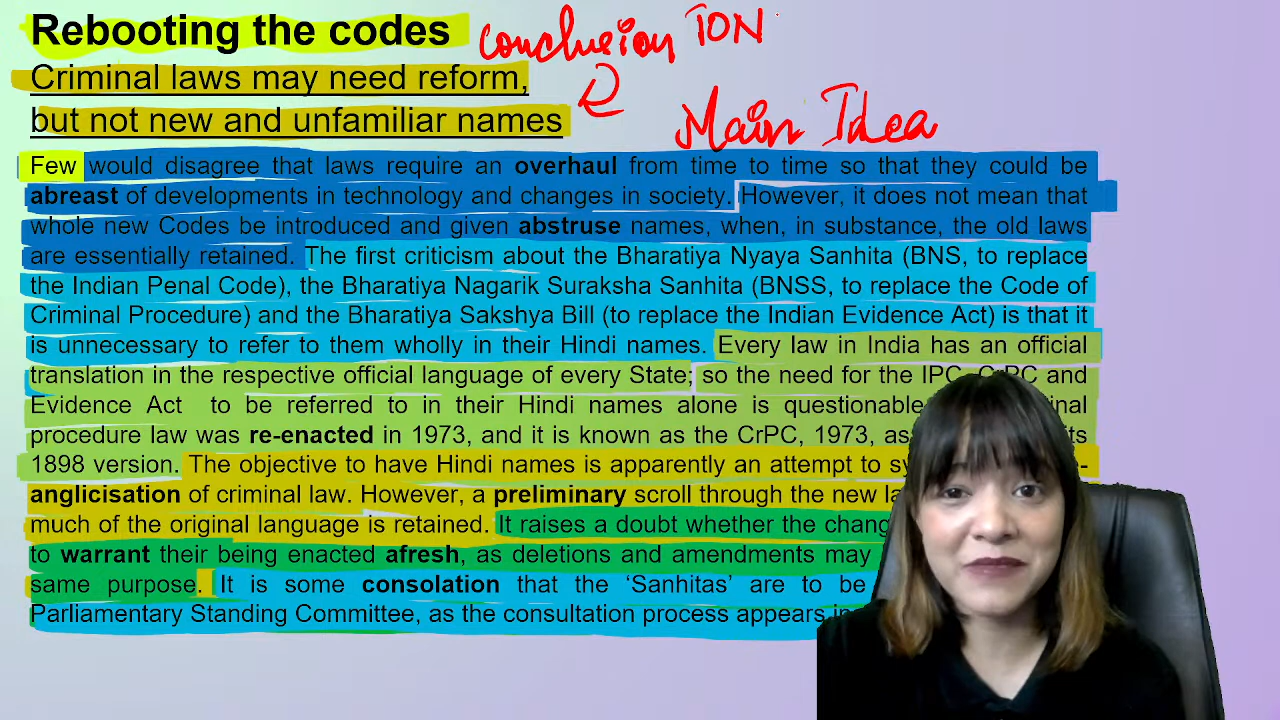 Rebooting the codes
conclusion TON
Criminal laws may need reform,
but not new and unfamiliar names
Main Idea
Few would disagree that laws require an overhaul from time to time so that they could be
abreast of developments in technology and changes in society. However, it does not mean that
whole new Codes be introduced and given abstruse names, when, in substance, the old laws
are essentially retained. The first criticism about the Bharatiya Nyaya Sanhita (BNS, to replace
the Indian Penal Code), the Bharatiya Nagarik Suraksha Sanhita (BNSS, to replace the Code of
Criminal Procedure) and the Bharatiya Sakshya Bill (to replace the Indian Evidence Act) is that it
is unnecessary to refer to them wholly in their Hindi names. Every law in India has an official
translation in the respective official language of every State; so the need for the IPC, CrPC and
Evidence Act to be referred to in their Hindi names alone is questionable
procedure law was re-enacted in 1973, and it is known as the CrPC, 1973, its
1898 version. The objective to have Hindi names is apparently an attempt to
anglicisation of criminal law. However, a preliminary scroll through the new
much of the original language is retained. It raises a doubt whether the
to warrant their being enacted afresh, as deletions and amendments may
same purpose. It is some consolation that the ‘Sanhitas’ are to be
Parliamentary Standing Committee, as the consultation process appears